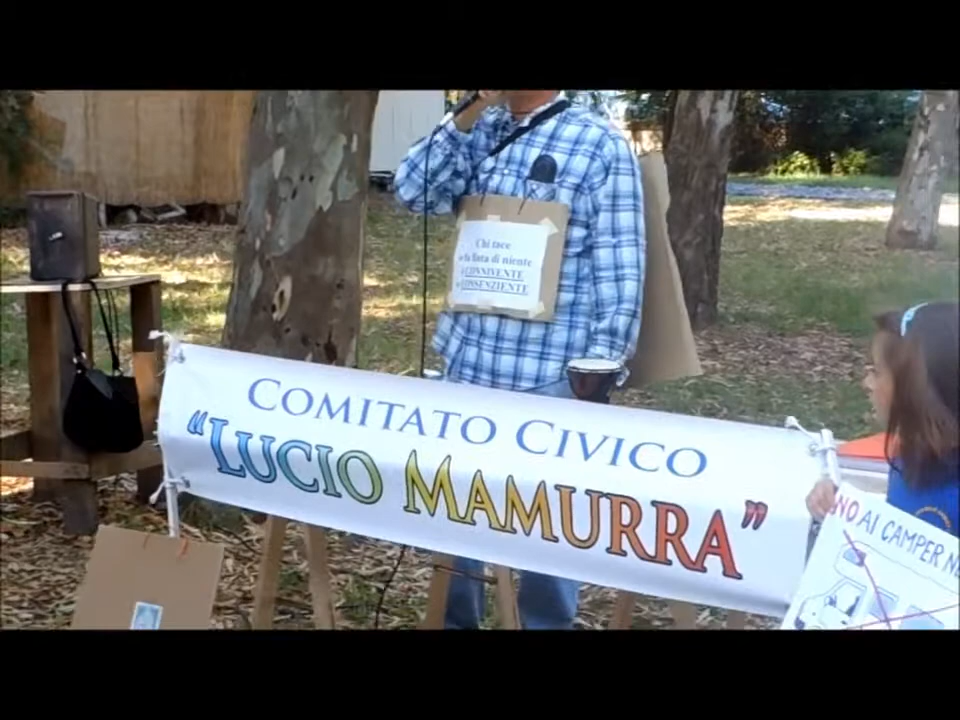 Chi tace
e fa finta di niente
è CONNIVENTE
e CONSENZIENTE
COMITATO CIVICO
"LUCIO MAMURRA"
NO AI CAMPER